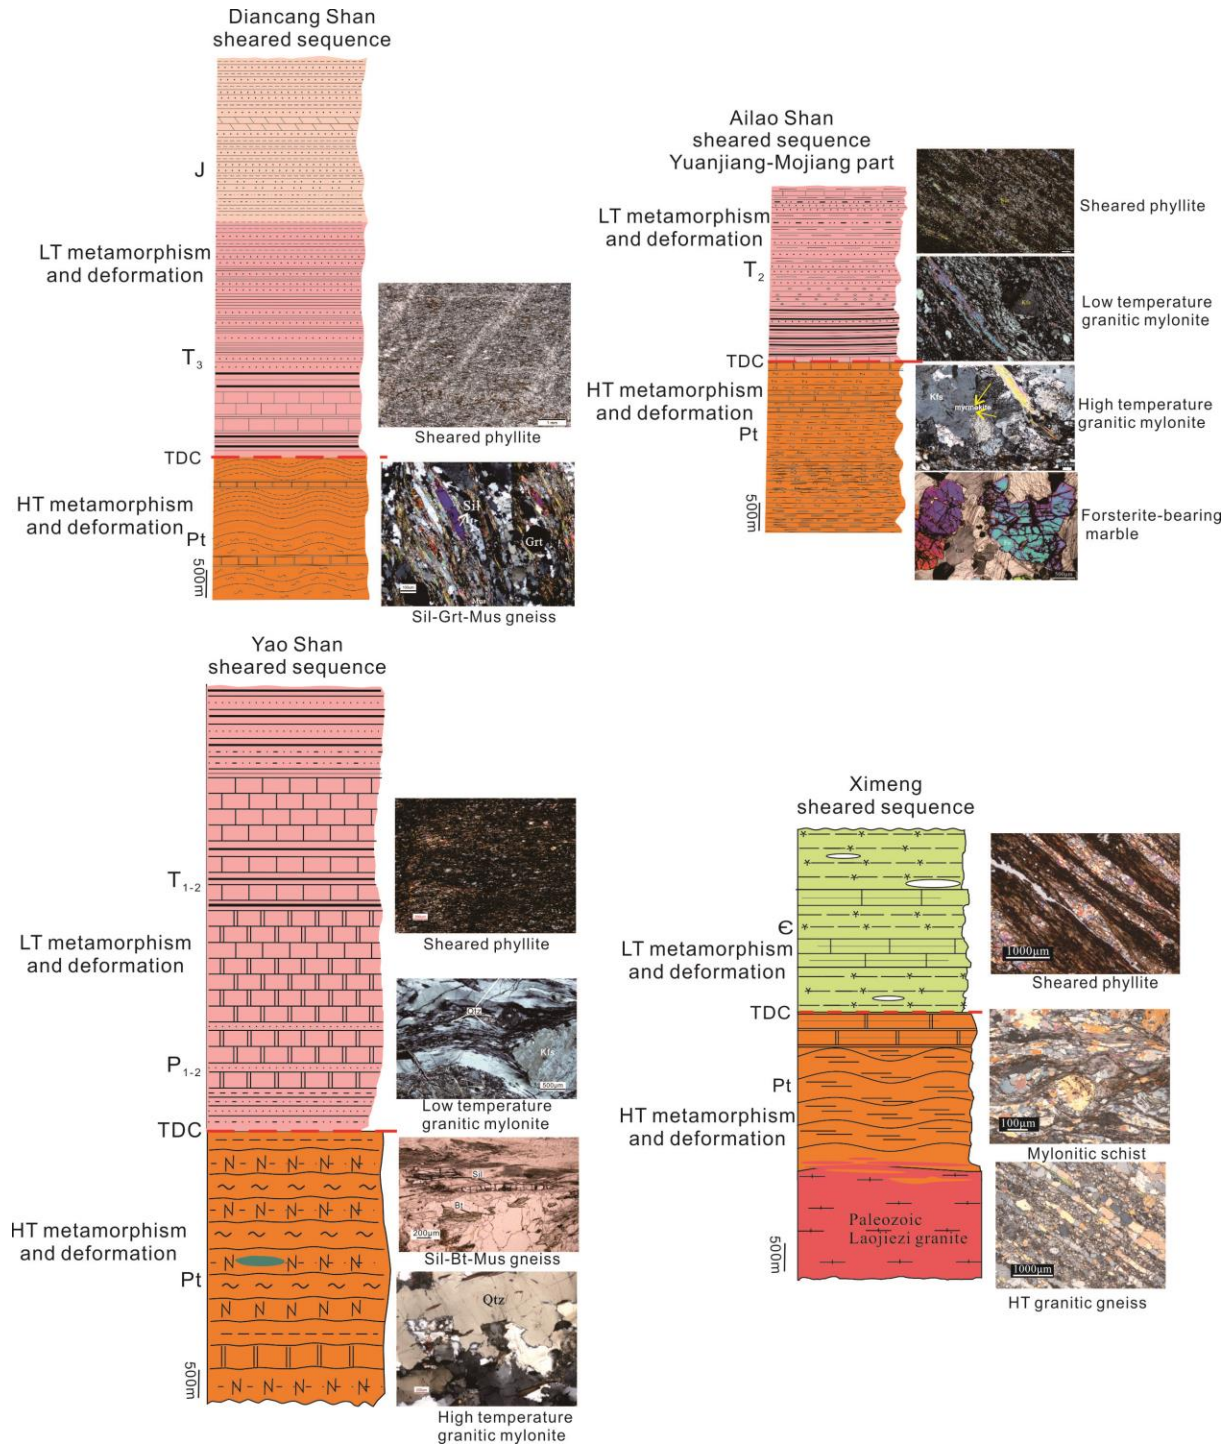 Diancang Shan
sheared sequence
J
LT metamorphism
and deformation
T3
TDC
HT metamorphism
and deformation
Pt
500m
1 mm
Sheared phyllite
Sil
Grt
Sil-Grt-Mus gneiss
Ailao Shan
sheared sequence
Yuanjiang-Mojiang part
LT metamorphism
and deformation
T2
TDC
HT metamorphism
and deformation
Pt
500m
Sheared phyllite
Kfs
Low temperature
granitic mylonite
Kfs
myrmekite
High temperature
granitic mylonite
Forsterite-bearing
marble
Yao Shan
sheared sequence
T1-2
LT metamorphism
and deformation
P1-2
TDC
HT metamorphism
and deformation
Pt
500m
Sheared phyllite
Qtz
Kfs
500μm
Low temperature
granitic mylonite
Sil
Bt
200μm
Sil-Bt-Mus gneiss
Qtz
High temperature
granitic mylonite
Ximeng
sheared sequence
Є
LT metamorphism
and deformation
TDC
Pt
HT metamorphism
and deformation
Paleozoic
Laojiezi granite
500m
1000μm
Sheared phyllite
100μm
Mylonitic schist
1000μm
HT granitic gneiss